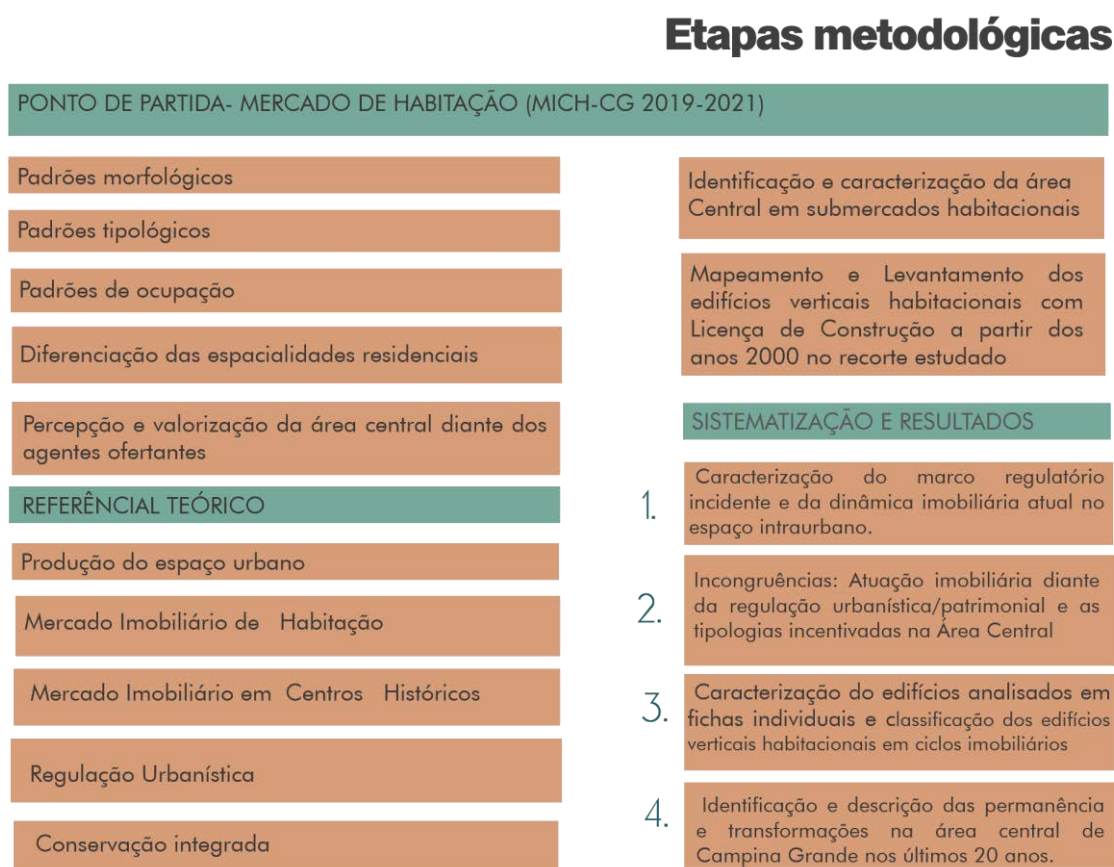 Etapas metodológicas
PONTO DE PARTIDA- MERCADO DE HABITAÇÃO (MICH-CG 2019-2021)
Padrões morfológicos
Padrões tipológicos
Padrões de ocupação
Diferenciação das espacialidades residenciais
Percepção e valorização da área central diante dos
agentes ofertantes
REFERÊNCIAL TEÓRICO
Produção do espaço urbano
Mercado Imobiliário de Habitação
Mercado Imobiliário em Centros Históricos
Regulação Urbanística
Conservação integrada
Identificação e caracterização da área
Central em submercados habitacionais
Mapeamento e Levantamento dos
edifícios verticais habitacionais com
Licença de Construção a partir dos
anos 2000 no recorte estudado
SISTEMATIZAÇÃO E RESULTADOS
1.
Caracterização do marco regulatório
incidente e da dinâmica imobiliária atual no
espaço intraurbano.
2.
Incongruências: Atuação imobiliária diante
da regulação urbanística/patrimonial e as
tipologias incentivadas na Área Central
3.
Caracterização do edifícios analisados em
fichas individuais e classificação dos edifícios
verticais habitacionais em ciclos imobiliários
4.
Identificação e descrição das permanência
e transformações na área central de
Campina Grande nos últimos 20 anos.